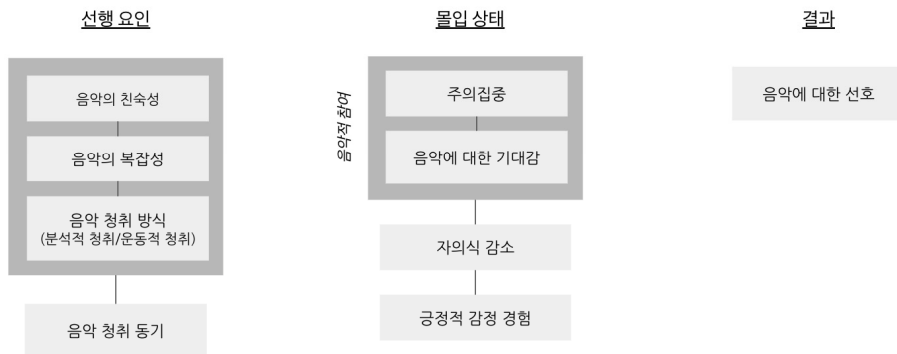 선행 요인
음악의 친숙성
음악의 복잡성
음악 청취 방식
(분석적 청취/운동적 청취)
음악 청취 동기
몰입 상태
음악적 참여
주의집중
음악에 대한 기대감
자의식 감소
긍정적 감정 경험
결과
음악에 대한 선호